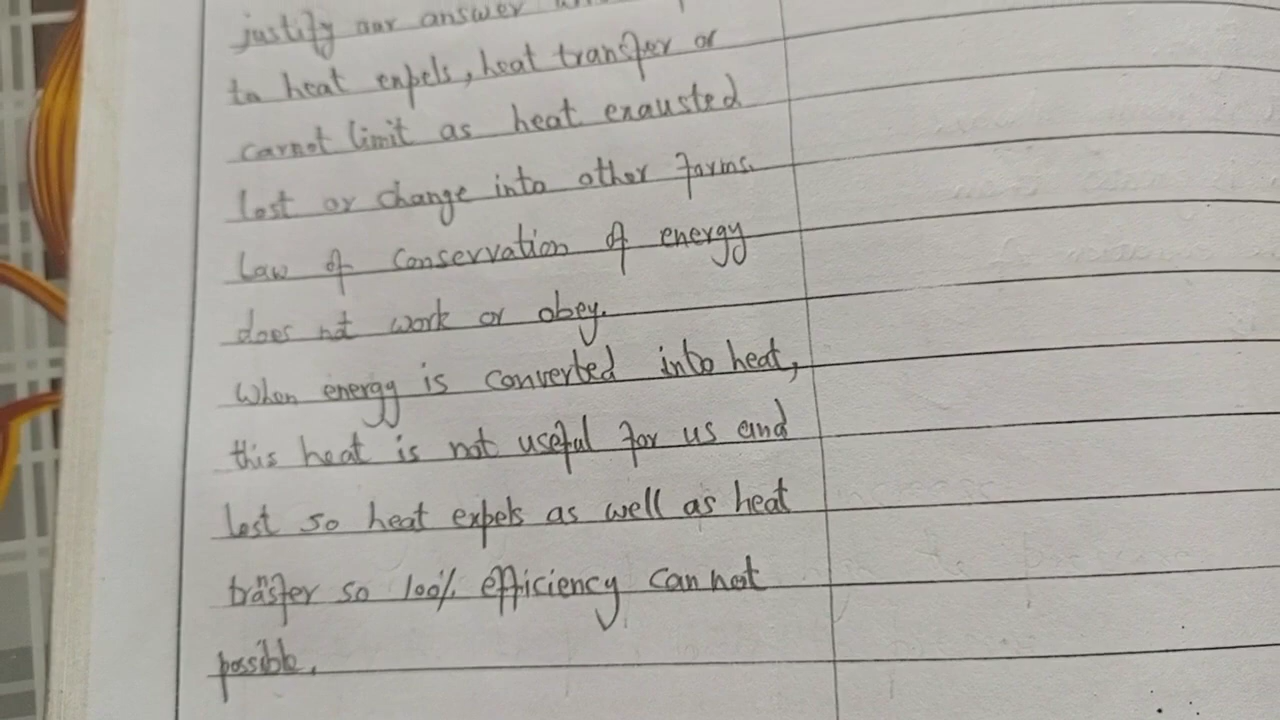 justify our answer
to heat expels, heat transfer or
carnot limit as heat exausted
lost or change into other forms.
law of conservation of energy
does not work or obey.
When energy is converted into heat,
this heat is not useful for us and
lost so heat expels as well as heat
transfer so 100% efficiency can not
possible.